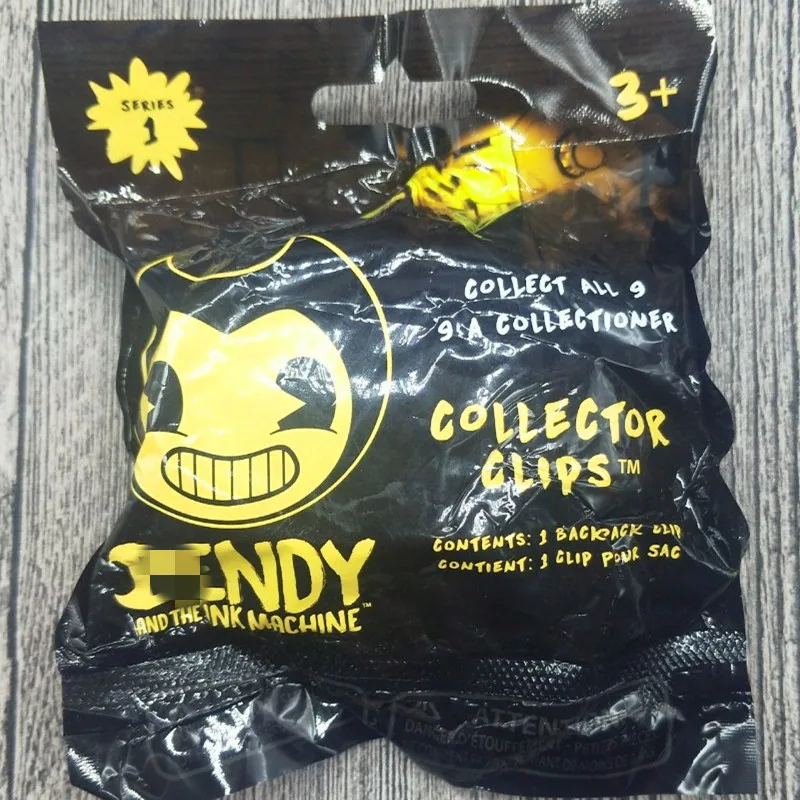 SERIES
1
3+
COLLECT ALL 9
9 À COLLECTIONER
COLLECTOR
CLIPS™
CONTENTS: 1 BACKPACK CLIP
CONTIENT: 1 CLIP POUR SAC
NDY
AND THE INK MACHINE™
ATTENTION